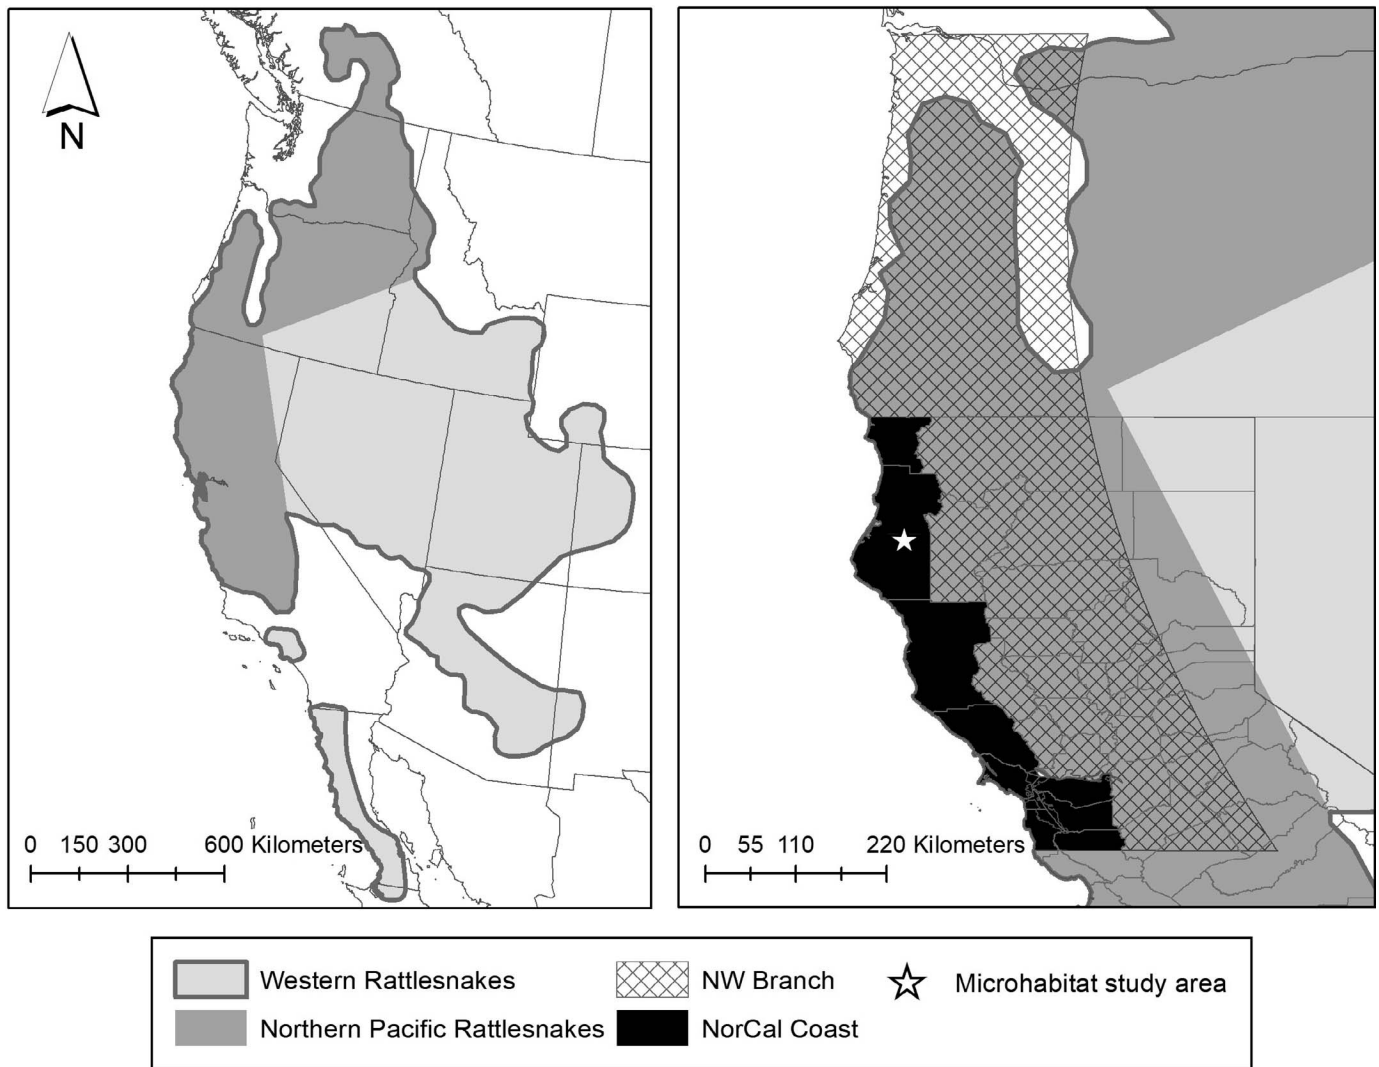 N
0 150 300 600 Kilometers
0 55 110 220 Kilometers
Western Rattlesnakes
NW Branch
Microhabitat study area
Northern Pacific Rattlesnakes
NorCal Coast